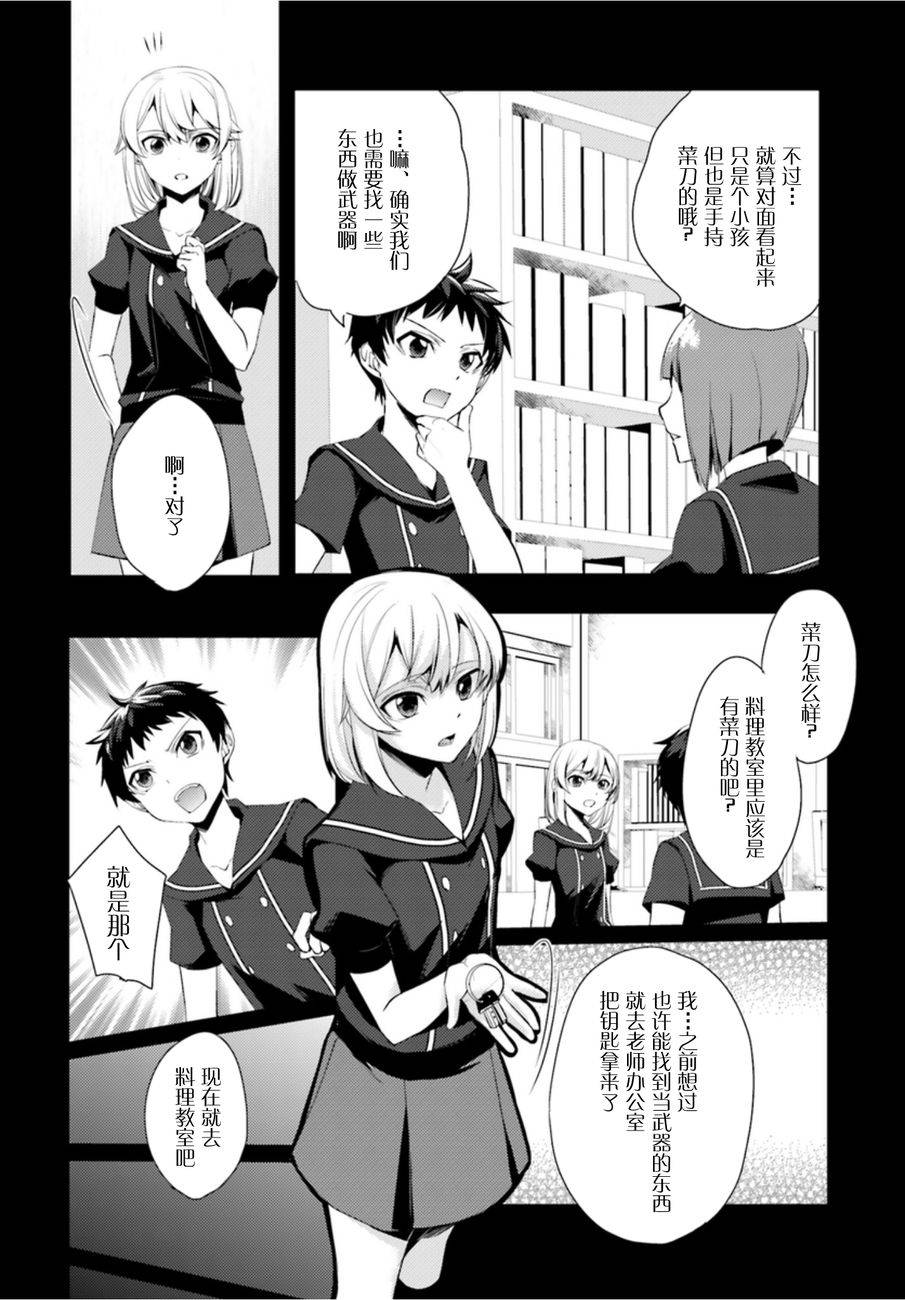 不过…
就算对面看起来
只是个小孩
但也是手持
菜刀的哦？
…嘛、确实我们
也需要找一些
东西做武器啊
啊…对了
菜刀怎么样？
料理教室里应该是
有菜刀的吧？
我…之前想过
也许能找到当武器的东西
就去老师办公室
把钥匙拿来了
就是那个
现在就去
料理教室吧